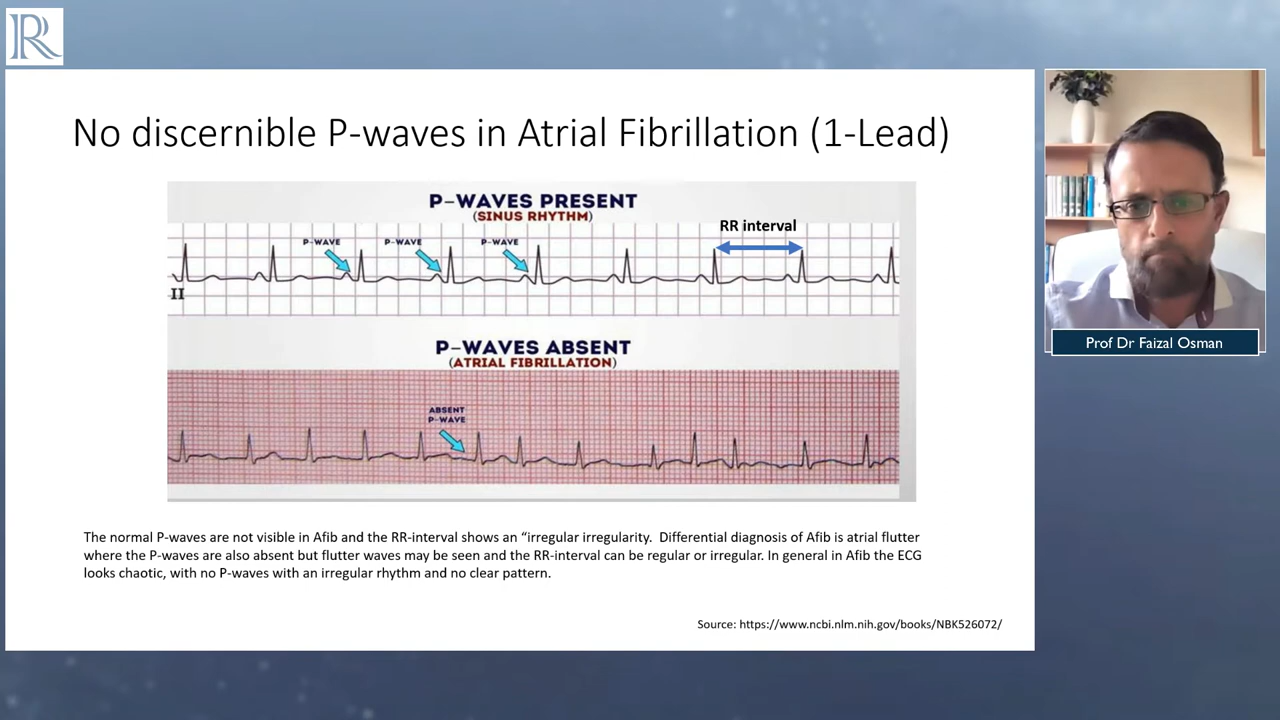 R
No discernible P-waves in Atrial Fibrillation (1-Lead)
P-WAVES PRESENT
(SINUS RHYTHM)
RR interval
P-WAVE
P-WAVE
P-WAVE
II
P-WAVES ABSENT
(ATRIAL FIBRILLATION)
ABSENT
P-WAVE
The normal P-waves are not visible in Afib and the RR-interval shows an “irregular irregularity.  Differential diagnosis of Afib is atrial flutter
where the P-waves are also absent but flutter waves may be seen and the RR-interval can be regular or irregular. In general in Afib the ECG
looks chaotic, with no P-waves with an irregular rhythm and no clear pattern.
Source: https://www.ncbi.nlm.nih.gov/books/NBK526072/
Prof Dr Faizal Osman